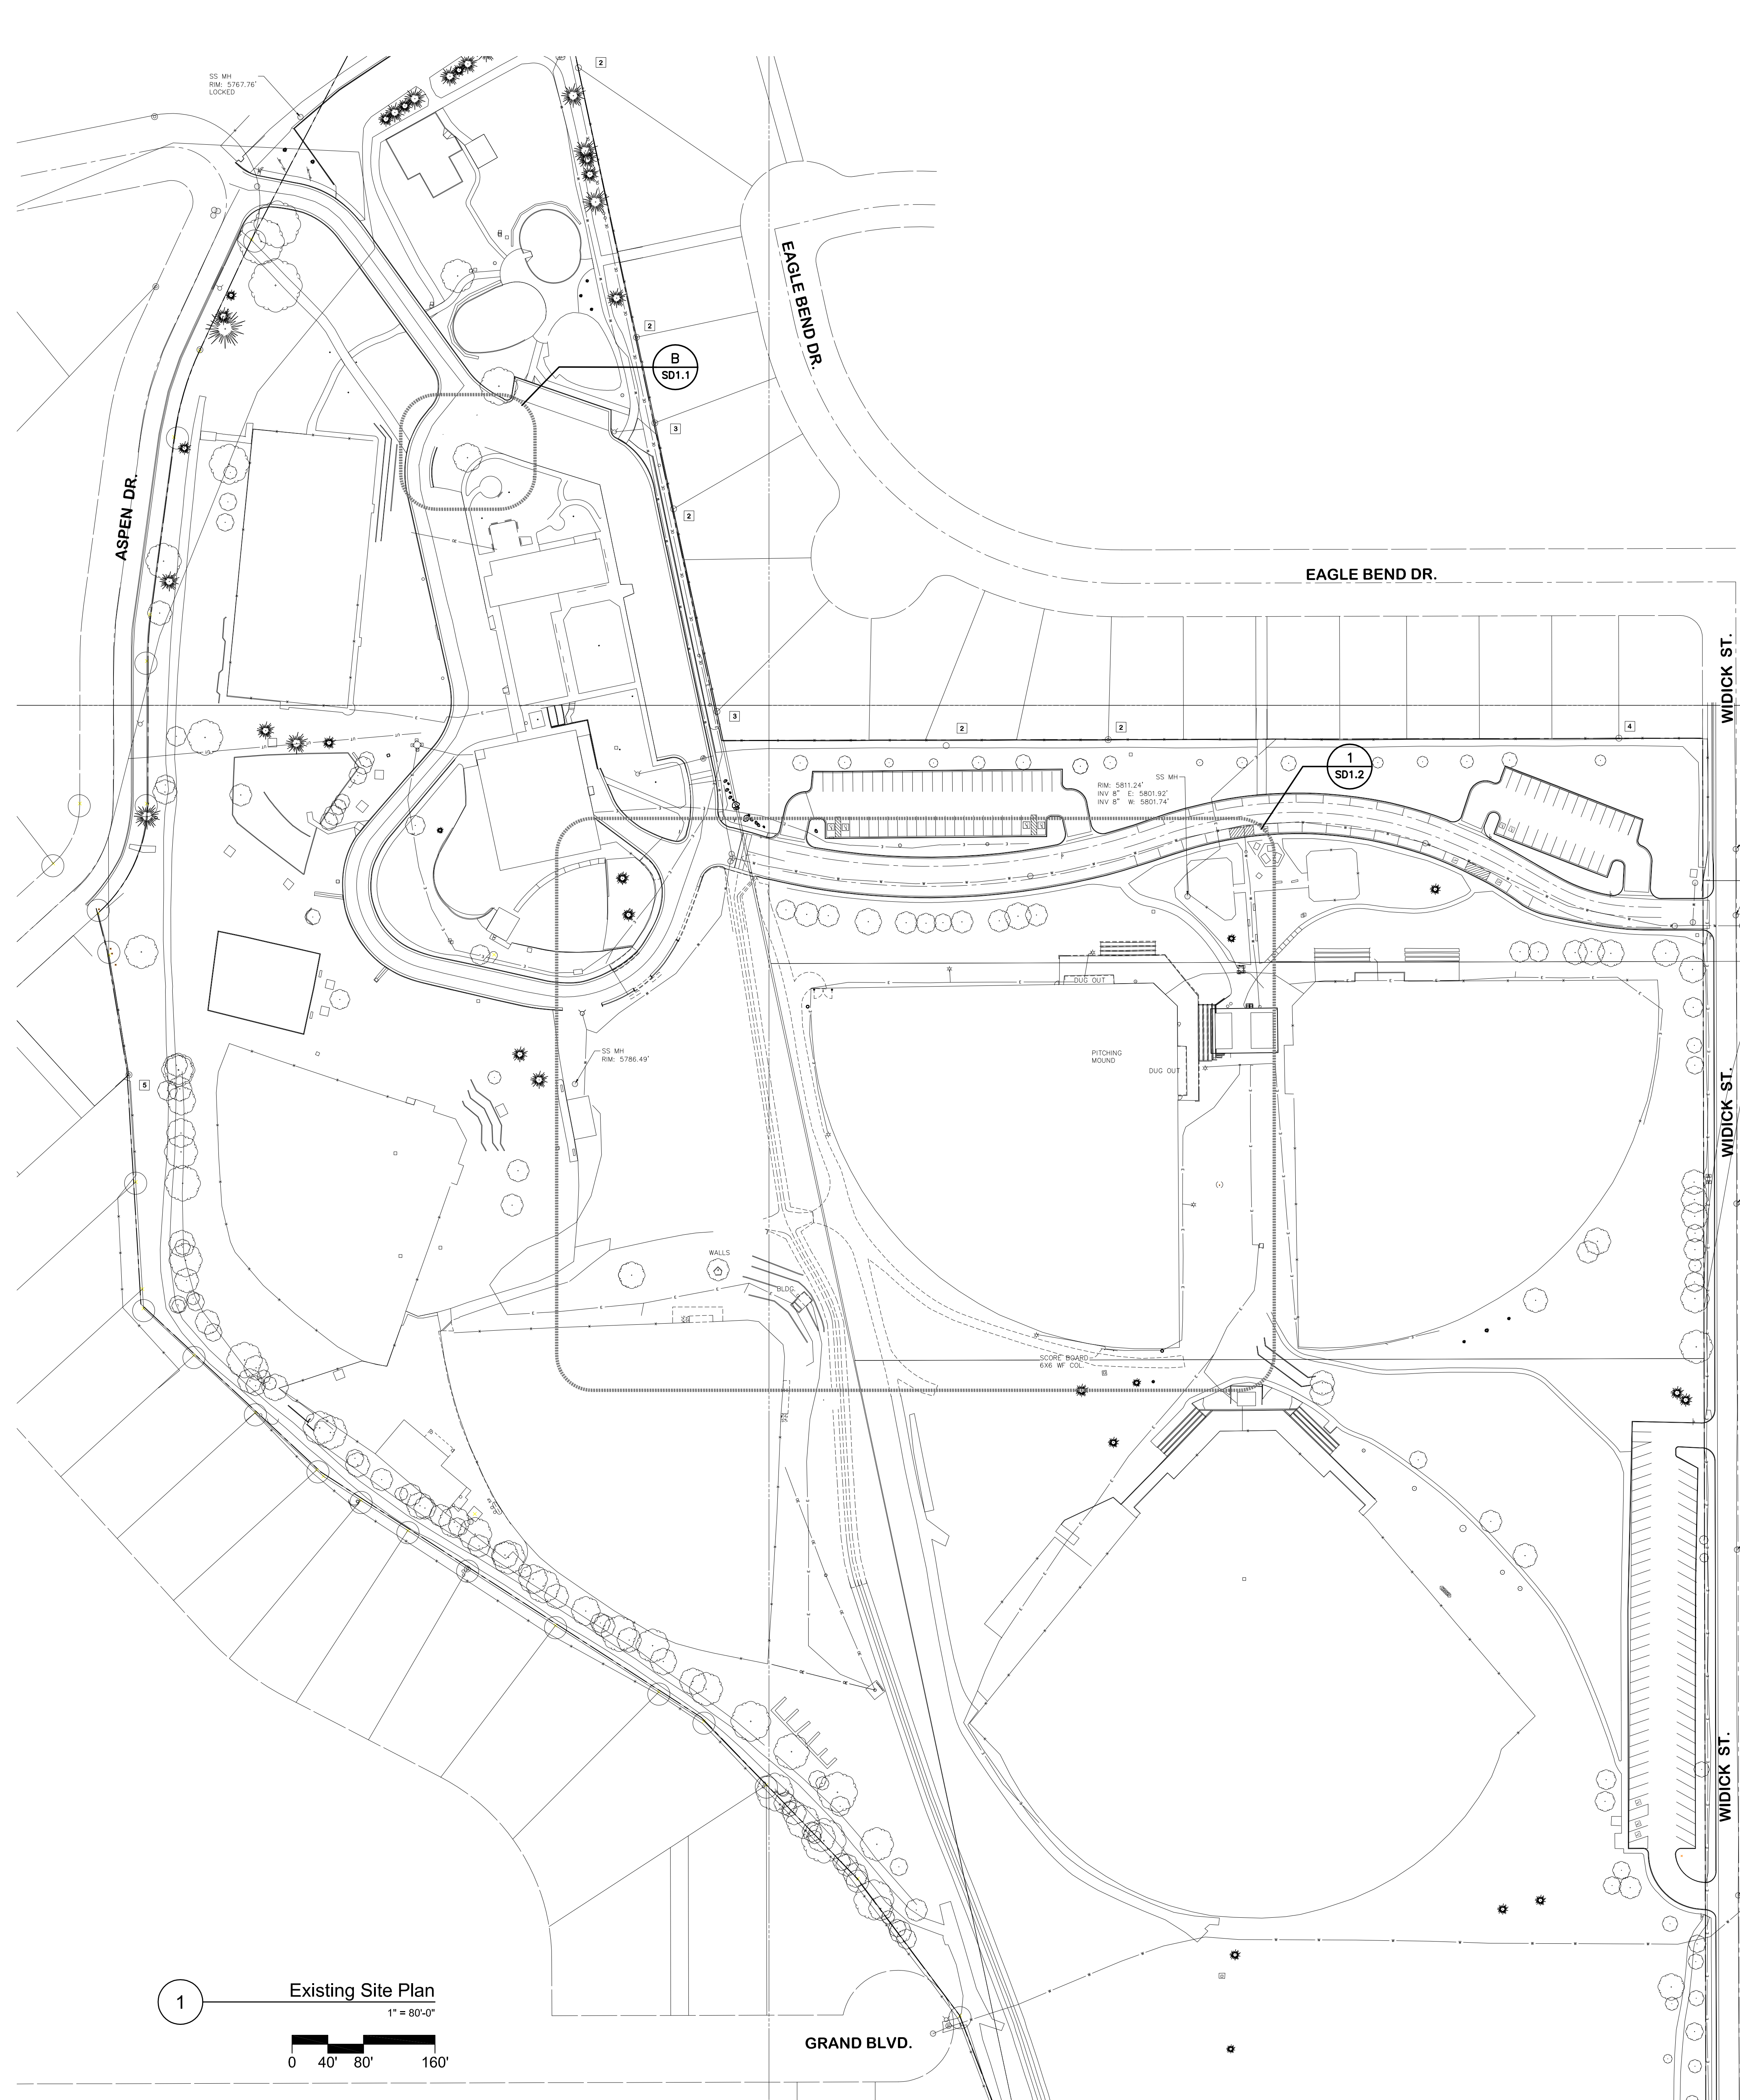 SS MH
RIM: 5767.76'
LOCKED
2
EAGLE BEND DR.
2
B
SD1.1
3
ASPEN DR.
2
EAGLE BEND DR.
WIDICK ST.
3
2
2
4
1
SD1.2
SS MH
RIM: 5811.24'
INV 8" E: 5801.92'
INV 8" W: 5801.74'
DUG OUT
SS MH
RIM: 5786.49'
PITCHING
MOUND
DUG OUT
5
WIDICK ST.
WALLS
BLDG.
SCORE BOARD
6X6 WF COL.
WIDICK ST.
1
Existing Site Plan
1" = 80'-0"
0 40' 80' 160'
GRAND BLVD.